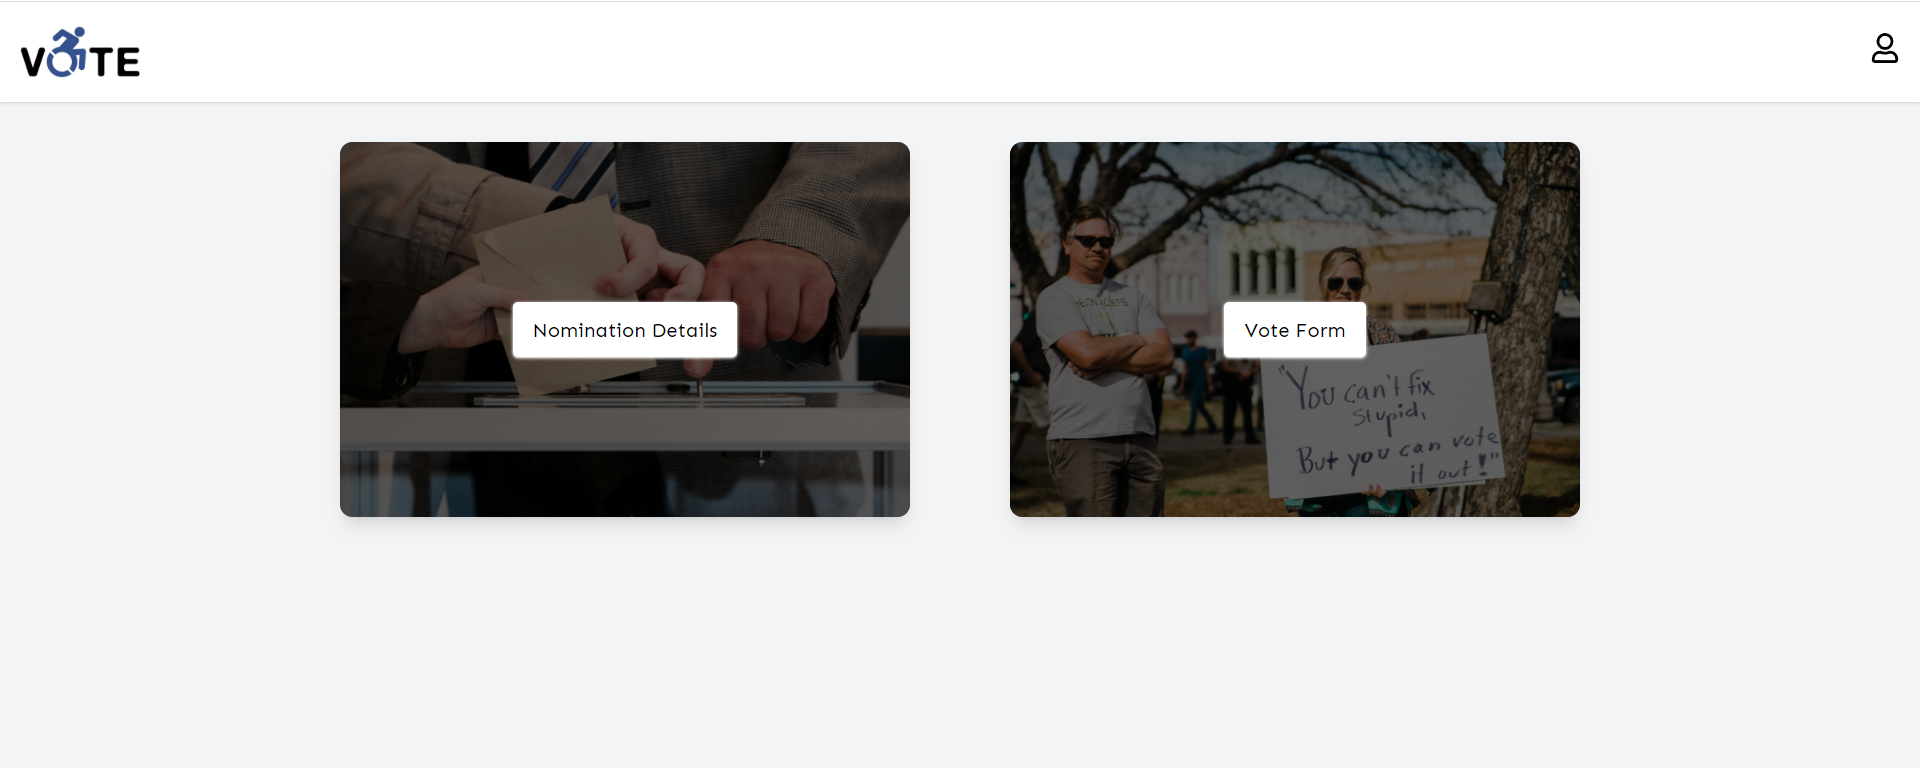 VOTE
Nomination Details
Vote Form
"You can't fix
Stupid,
But you can vote
it out!"